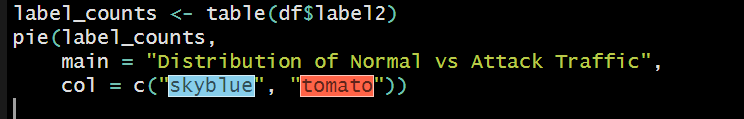 label_counts <- table(df$label2)
pie(label_counts,
    main = "Distribution of Normal vs Attack Traffic",
    col = c("skyblue", "tomato"))